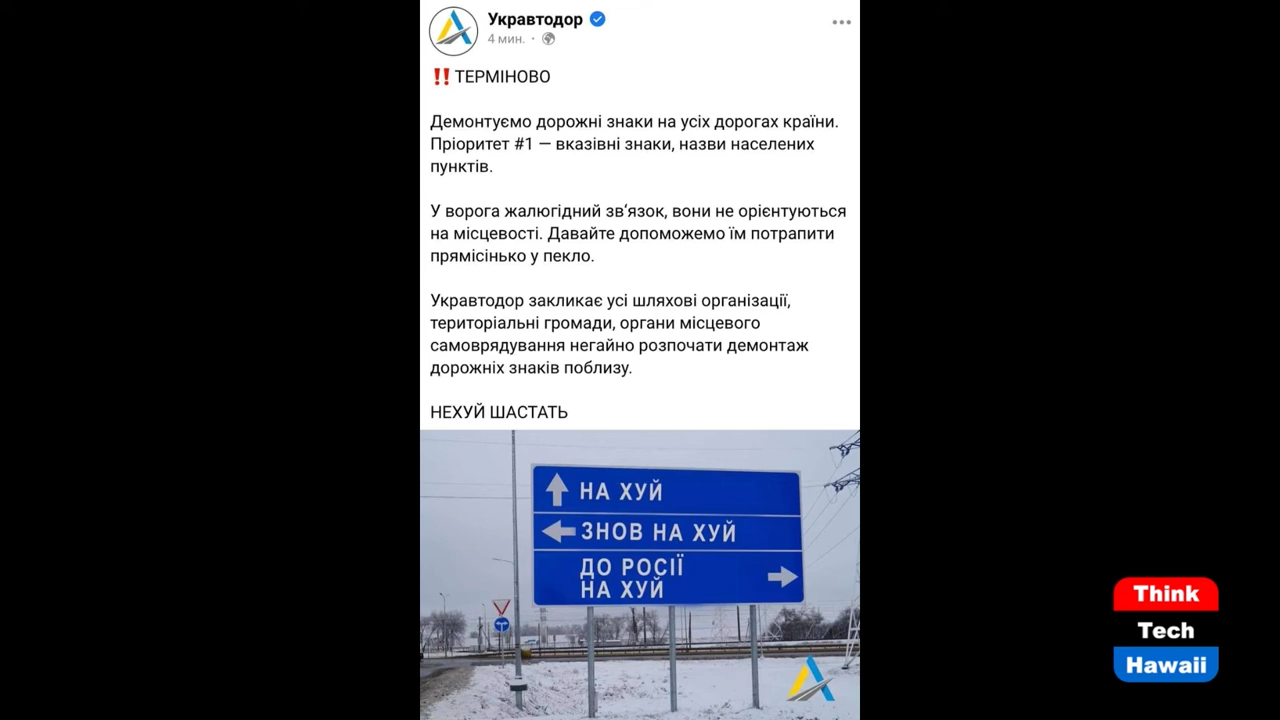 Укравтодор
4 мин. ·
‼️ТЕРМІНОВО
Демонтуємо дорожні знаки на усіх дорогах країни.
Пріоритет #1 — вказівні знаки, назви населених
пунктів.
У ворога жалюгідний зв‘язок, вони не орієнтуються
на місцевості. Давайте допоможемо їм потрапити
прямісінько у пекло.
Укравтодор закликає усі шляхові організації,
територіальні громади, органи місцевого
самоврядування негайно розпочати демонтаж
дорожніх знаків поблизу.
НЕХУЙ ШАСТАТЬ
НА ХУЙ
ЗНОВ НА ХУЙ
ДО РОСІЇ
НА ХУЙ
Think
Tech
Hawaii